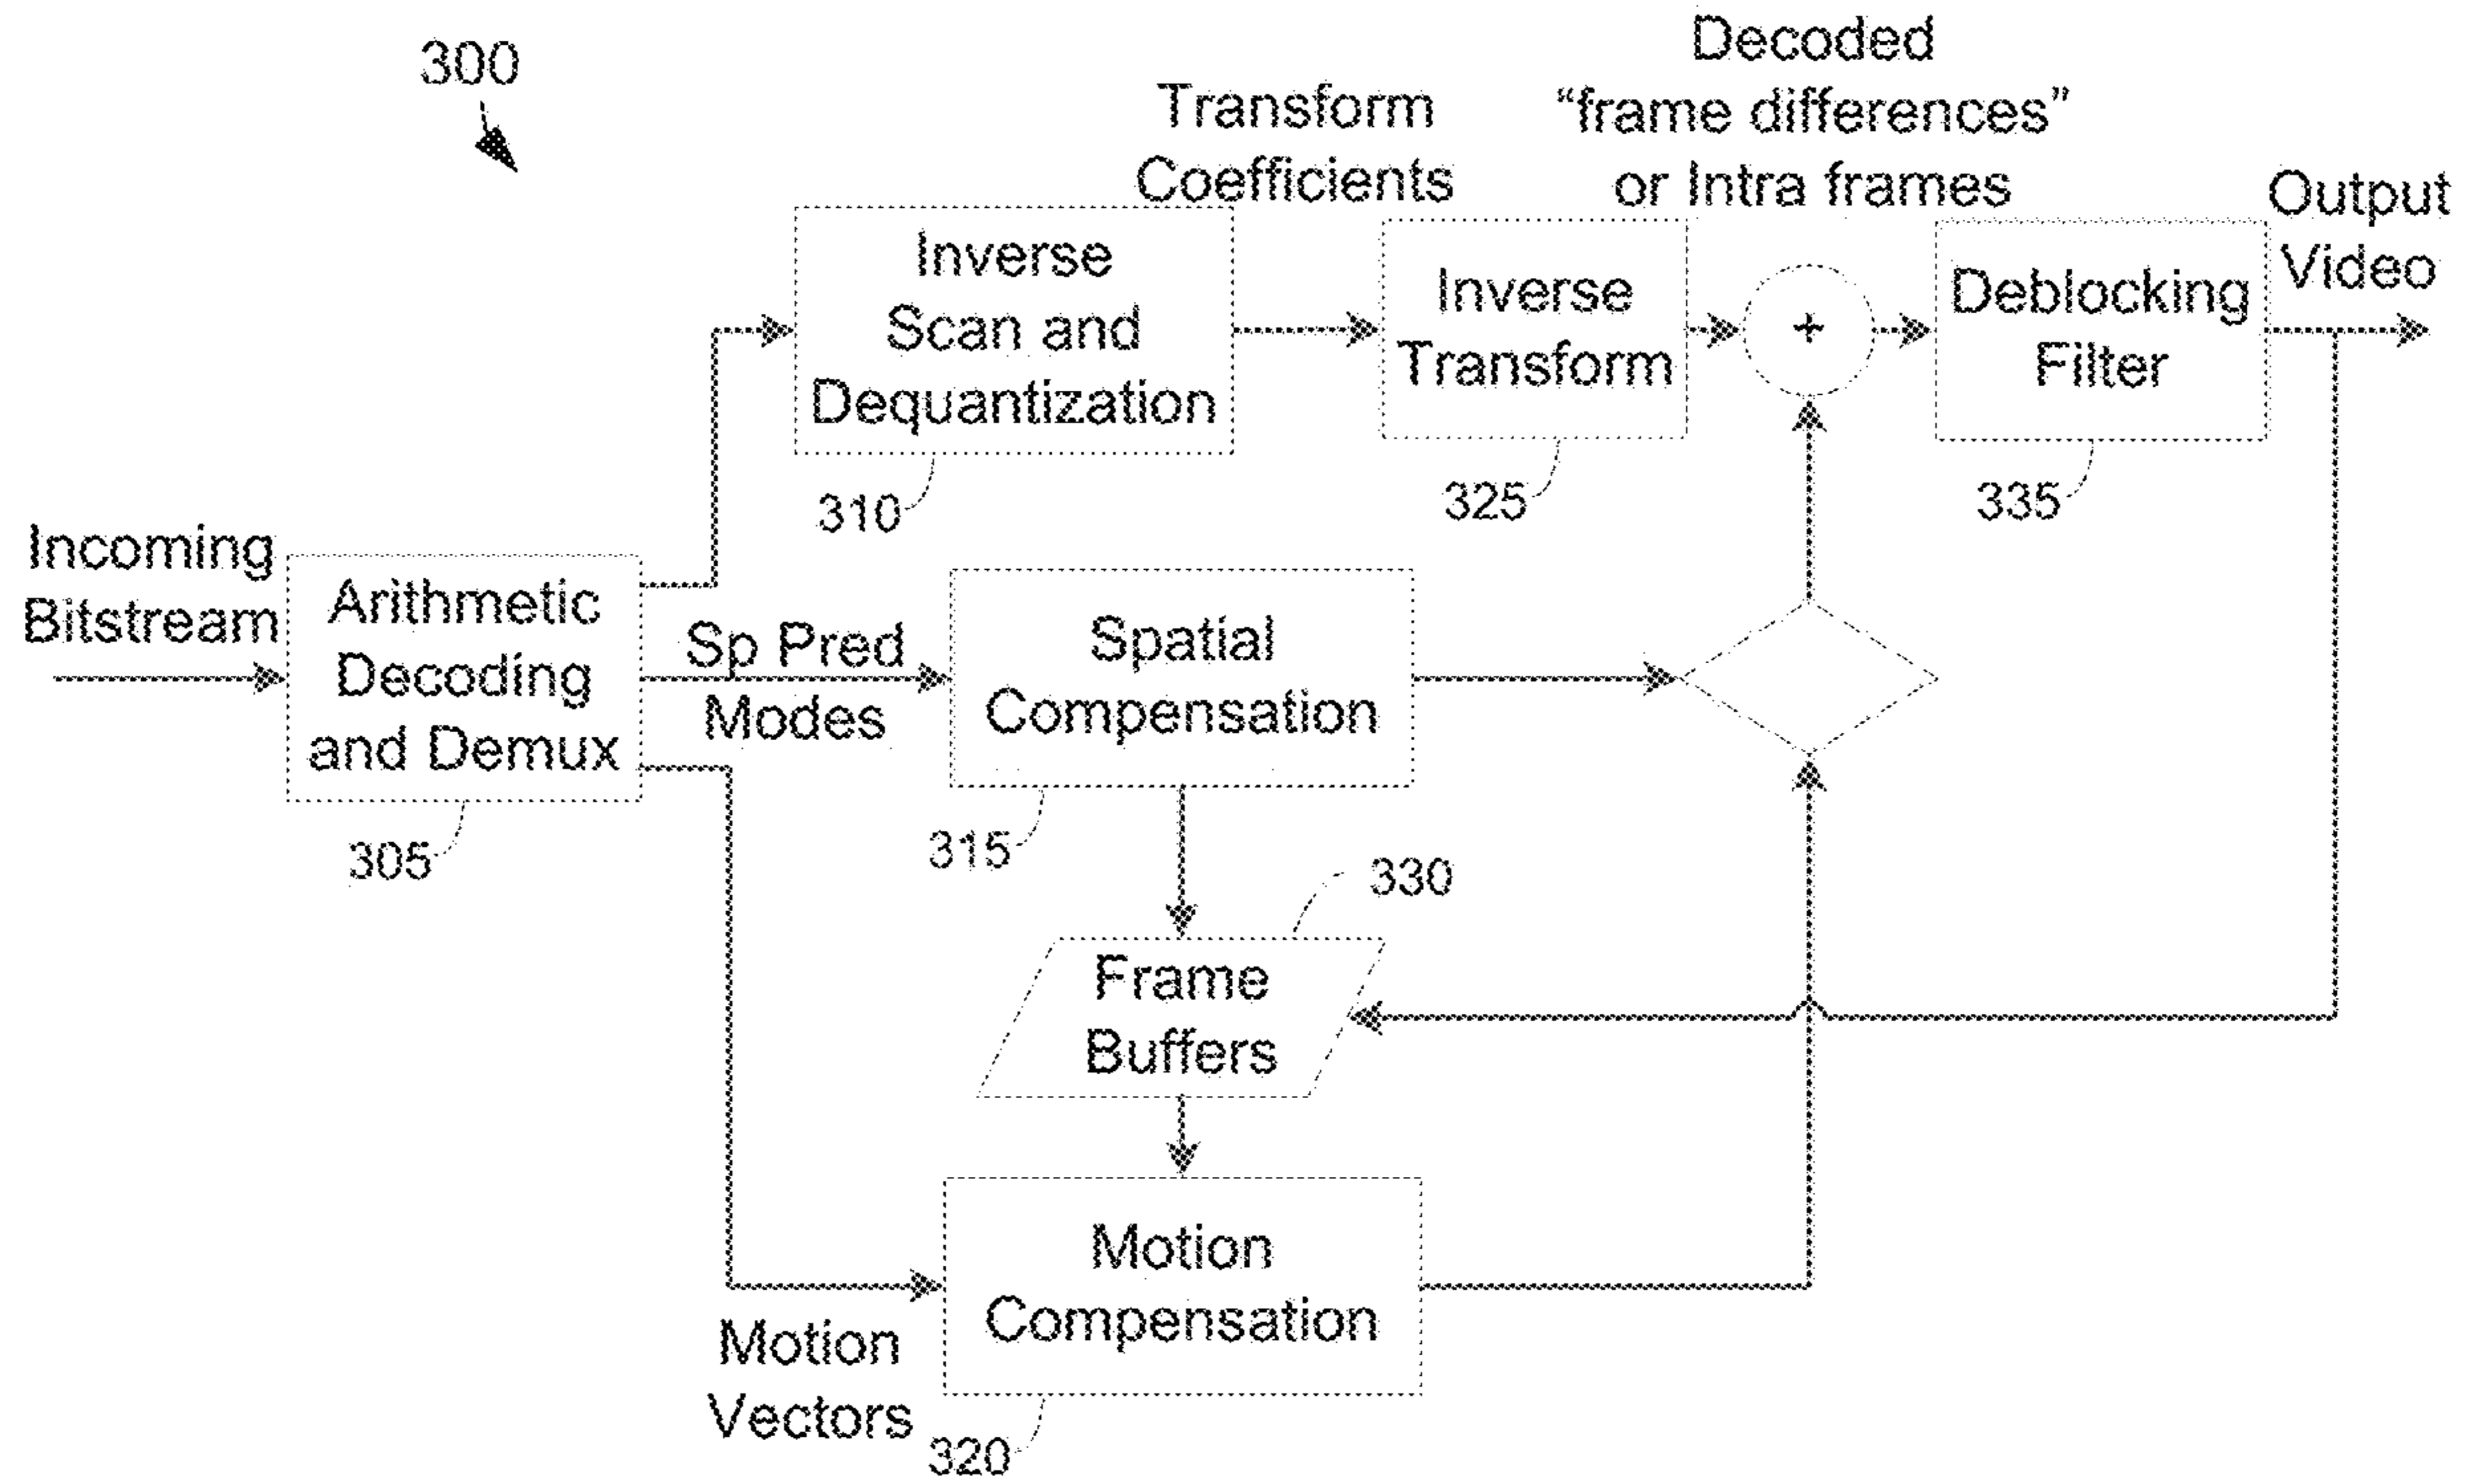 300
Transform
Coefficients
Decoded
“frame differences”
or Intra frames
Output
Video
Inverse
Scan and
Dequantization
310
Inverse
Transform
325
+
Deblocking
Filter
335
Incoming
Bitstream
Arithmetic
Decoding
and Demux
305
Sp Pred
Modes
Spatial
Compensation
315
330
Frame
Buffers
Motion
Vectors
Motion
Compensation
320